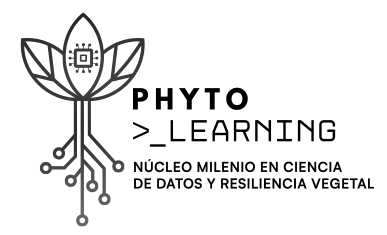 PHYTO
>_LEARNING
NÚCLEO MILENIO EN CIENCIA
DE DATOS Y RESILIENCIA VEGETAL